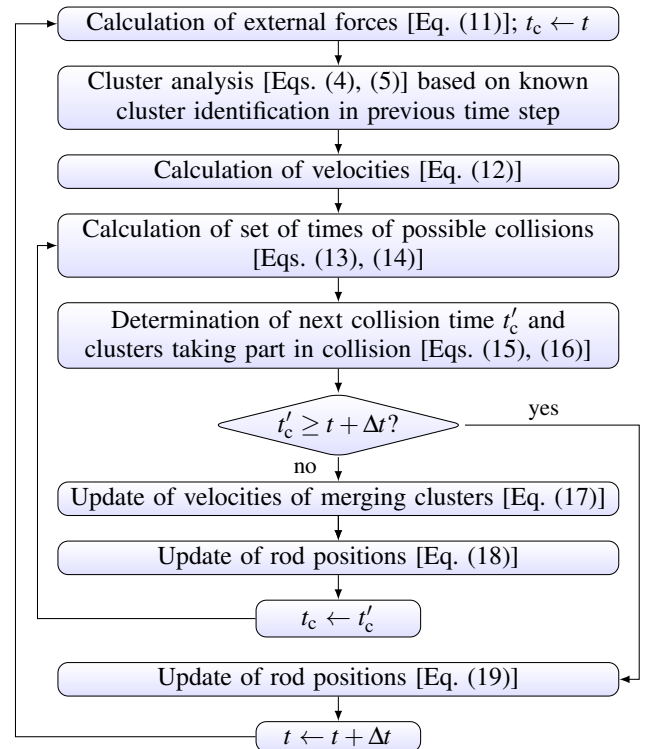 Calculation of external forces [Eq. (11)]; t_c ← t
Cluster analysis [Eqs. (4), (5)] based on known
cluster identification in previous time step
Calculation of velocities [Eq. (12)]
Calculation of set of times of possible collisions
[Eqs. (13), (14)]
Determination of next collision time t′_c and
clusters taking part in collision [Eqs. (15), (16)]
t′_c ≥ t + Δt?
yes
no
Update of velocities of merging clusters [Eq. (17)]
Update of rod positions [Eq. (18)]
t_c ← t′_c
Update of rod positions [Eq. (19)]
t ← t + Δt